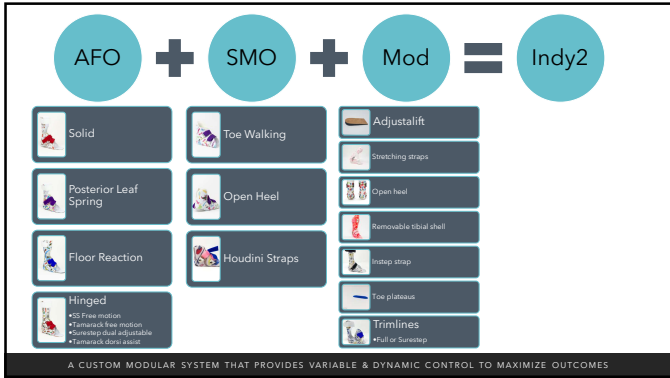 AFO + SMO + Mod = Indy2
Solid
Posterior Leaf
Spring
Floor Reaction
Hinged
•SS Free motion
•Tamarack free motion
•Surestep dual adjustable
•Tamarack dorsi assist
Toe Walking
Open Heel
Houdini Straps
Adjustalift
Stretching straps
Open heel
Removable tibial shell
Instep strap
Toe plateaus
Trimlines
•Full or Surestep
A CUSTOM MODULAR SYSTEM THAT PROVIDES VARIABLE & DYNAMIC CONTROL TO MAXIMIZE OUTCOMES